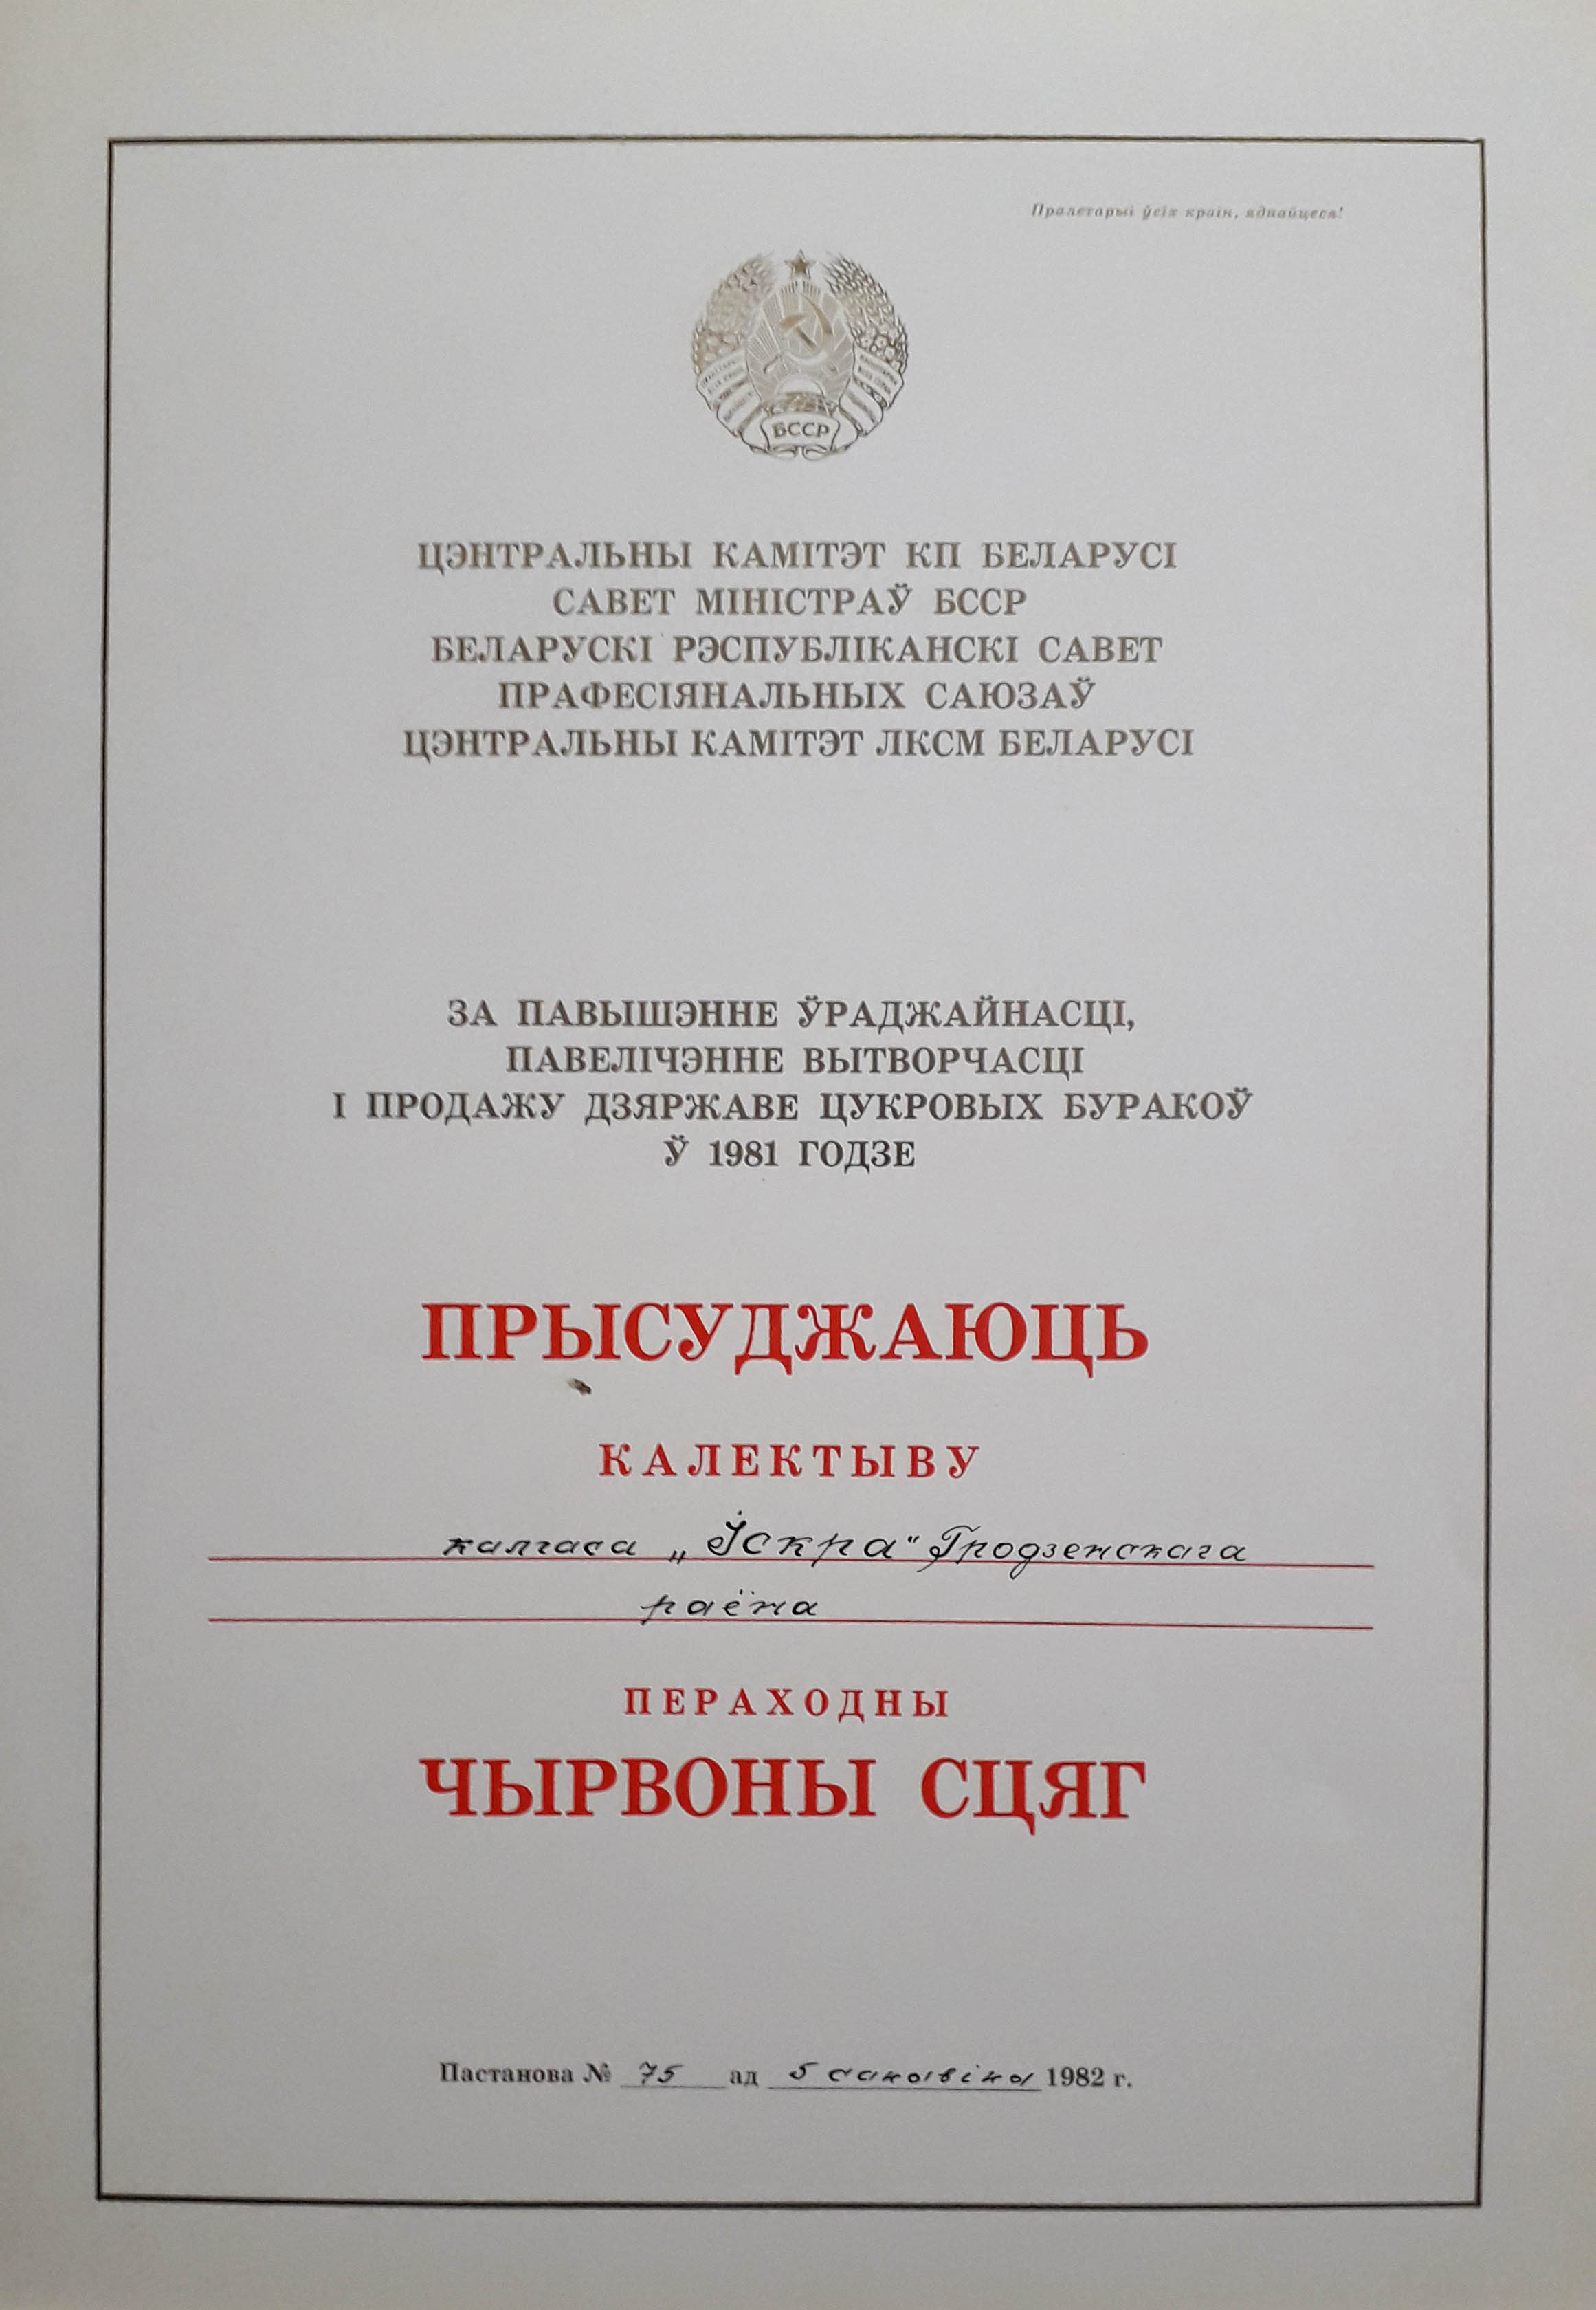 Пралетарыі ўсіх краін, яднайцеся!
БССР
ЦЭНТРАЛЬНЫ КАМІТЭТ КП БЕЛАРУСІ
САВЕТ МІНІСТРАЎ БССР
БЕЛАРУСКІ РЭСПУБЛІКАНСКІ САВЕТ
ПРАФЕСІЯНАЛЬНЫХ САЮЗАЎ
ЦЭНТРАЛЬНЫ КАМІТЭТ ЛКСМ БЕЛАРУСІ
ЗА ПАВЫШЭННЕ ЎРАДЖАЙНАСЦІ,
ПАВЕЛІЧЭННЕ ВЫТВОРЧАСЦІ
І ПРОДАЖУ ДЗЯРЖАВЕ ЦУКРОВЫХ БУРАКОЎ
Ў 1981 ГОДЗЕ
ПРЫСУДЖАЮЦЬ
КАЛЕКТЫВУ
калгаса „Іскра" Гродзенскага
раёна
ПЕРАХОДНЫ
ЧЫРВОНЫ СЦЯГ
Пастанова № 75 ад 5 сакавіка 1982 г.